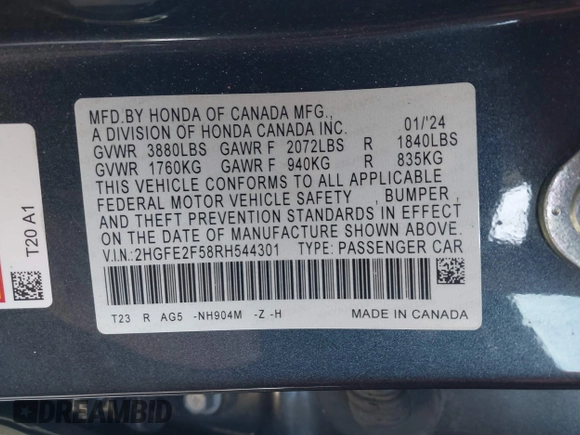 MFD.BY HONDA OF CANADA MFG.,
A DIVISION OF HONDA CANADA INC. 01/'24
GVWR 3880LBS GAWR F 2072LBS R 1840LBS
GVWR 1760KG GAWR F 940KG R 835KG
THIS VEHICLE CONFORMS TO ALL APPLICABLE
FEDERAL MOTOR VEHICLE SAFETY , BUMPER ,
AND THEFT PREVENTION STANDARDS IN EFFECT
ON THE DATE OF MANUFACTURE SHOWN ABOVE.
V.I.N:2HGFE2F58RH544301 TYPE: PASSENGER CAR
T23 R AG5 -NH904M -Z -H MADE IN CANADA
T20 A1
DREAMBID